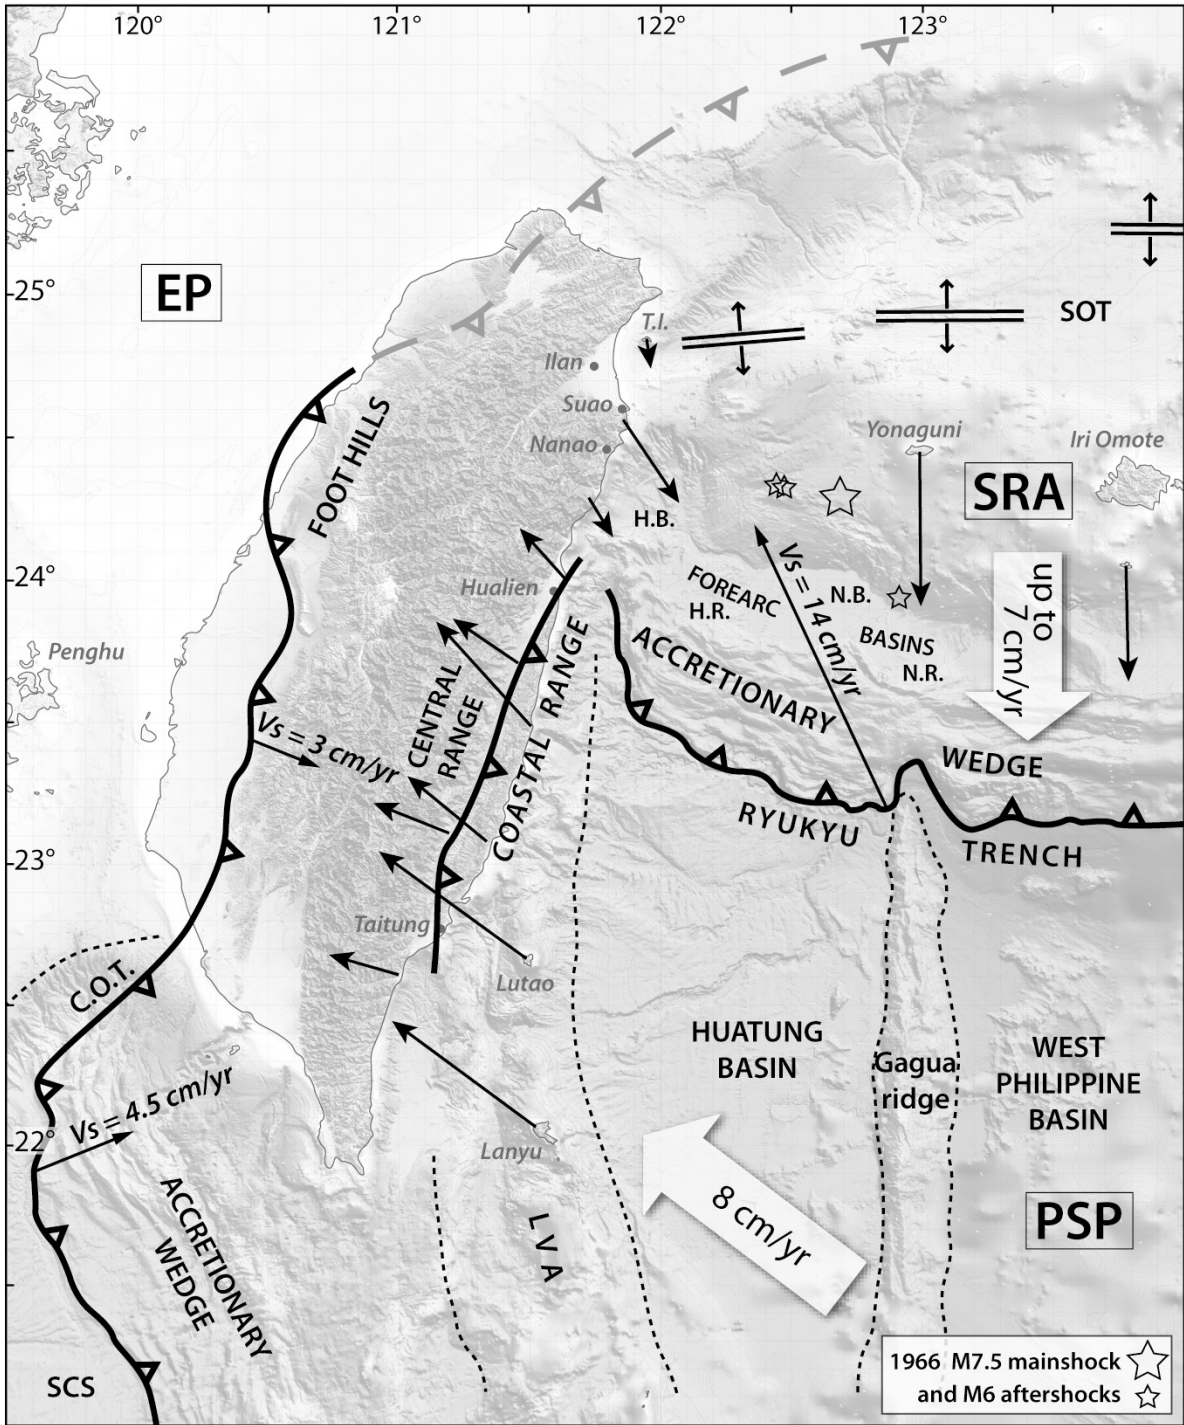 120°
121°
122°
123°
25°
24°
23°
22°
EP
SOT
T.I.
Ilan
Suao
Nanao
Yonaguni
Iri Omote
SRA
FOOT HILLS
H.B.
Hualien
FOREARC
H.R.
N.B.
BASINS
N.R.
Vs = 14 cm/yr
up to
7 cm/yr
Penghu
ACCRETIONARY
WEDGE
CENTRAL
RANGE
COASTAL RANGE
Vs = 3 cm/yr
RYUKYU
TRENCH
Taitung
Lutao
C.O.T.
HUATUNG
BASIN
Gagua
ridge
WEST
PHILIPPINE
BASIN
Vs = 4.5 cm/yr
Lanyu
ACCRETIONARY
WEDGE
LVA
8 cm/yr
PSP
SCS
1966 M7.5 mainshock
and M6 aftershocks